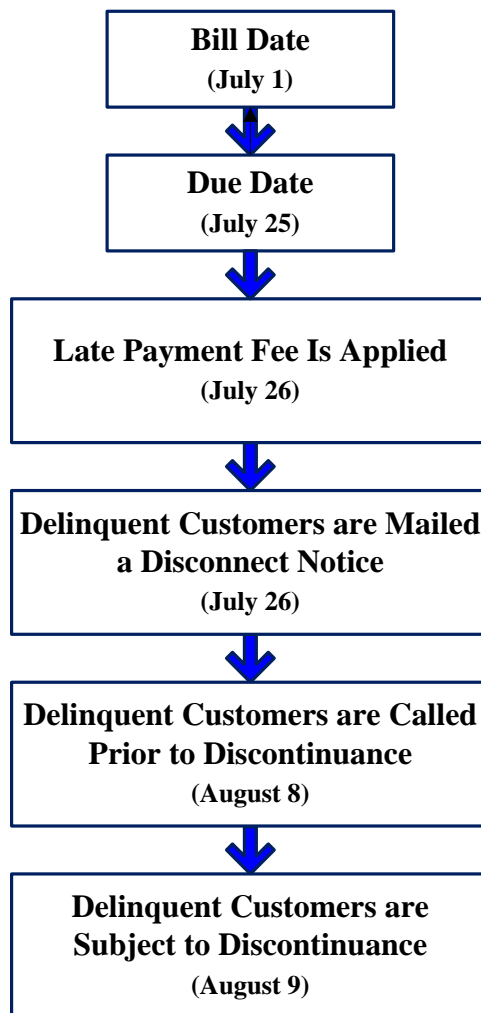 Bill Date
(July 1)
Due Date
(July 25)
Late Payment Fee Is Applied
(July 26)
Delinquent Customers are Mailed
a Disconnect Notice
(July 26)
Delinquent Customers are Called
Prior to Discontinuance
(August 8)
Delinquent Customers are
Subject to Discontinuance
(August 9)